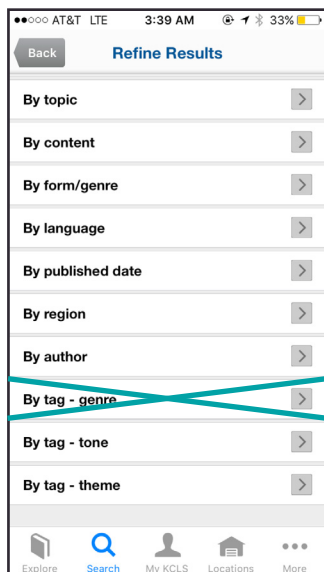 AT&T LTE 3:39 AM 33%
Back Refine Results
By topic
By content
By form/genre
By language
By published date
By region
By author
By tag - genre
By tag - tone
By tag - theme
Explore Search My KCLS Locations More